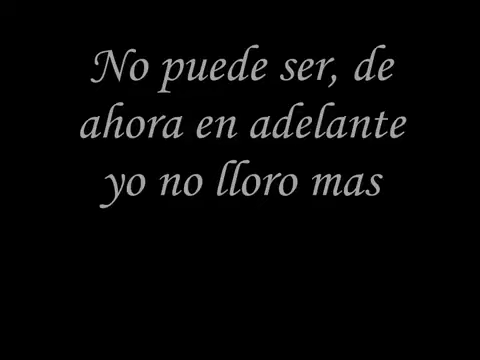 No puede ser, de
ahora en adelante
yo no lloro mas